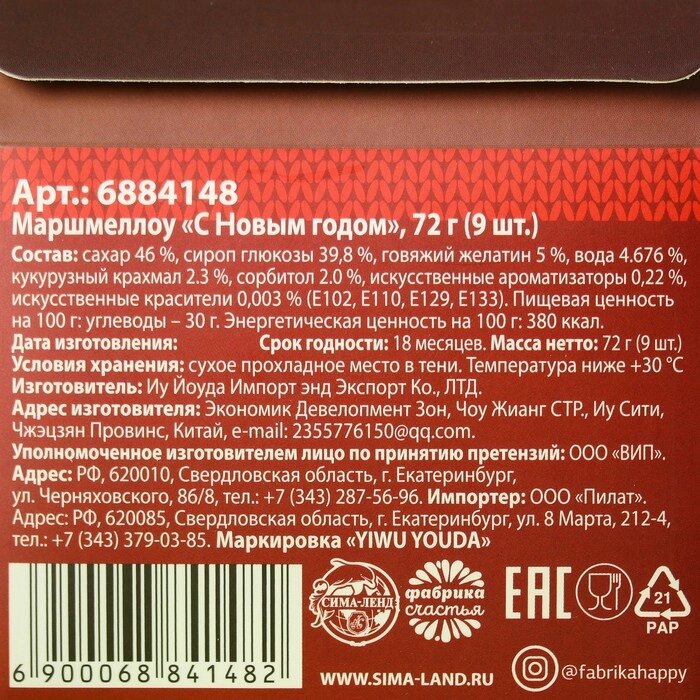 Арт.: 6884148
Маршмеллоу «С Новым годом», 72 г (9 шт.)
Состав: сахар 46 %, сироп глюкозы 39,8 %, говяжий желатин 5 %, вода 4.676 %,
кукурузный крахмал 2.3 %, сорбитол 2.0 %, искусственные ароматизаторы 0,22 %,
искусственные красители 0,003 % (Е102, Е110, Е129, Е133). Пищевая ценность
на 100 г: углеводы – 30 г. Энергетическая ценность на 100 г: 380 ккал.
Дата изготовления: Срок годности: 18 месяцев. Масса нетто: 72 г (9 шт.)
Условия хранения: сухое прохладное место в тени. Температура ниже +30 °С
Изготовитель: Иу Йоуда Импорт энд Экспорт Ко., ЛТД.
Адрес изготовителя: Экономик Девелопмент Зон, Чоу Жианг СТР., Иу Сити,
Чжэцзян Провинс, Китай, e-mail: 2355776150@qq.com.
Уполномоченное изготовителем лицо по принятию претензий: ООО «ВИП».
Адрес: РФ, 620010, Свердловская область, г. Екатеринбург,
ул. Черняховского, 86/8, тел.: +7 (343) 287-56-96. Импортер: ООО «Пилат».
Адрес: РФ, 620085, Свердловская область, г. Екатеринбург, ул. 8 Марта, 212-4,
тел.: +7 (343) 379-03-85. Маркировка «YIWU YOUDA»
СИМА-ЛЕНД
фабрика
счастья
EAC
21
PAP
6 900068 841482
WWW.SIMA-LAND.RU
@fabrikahappy